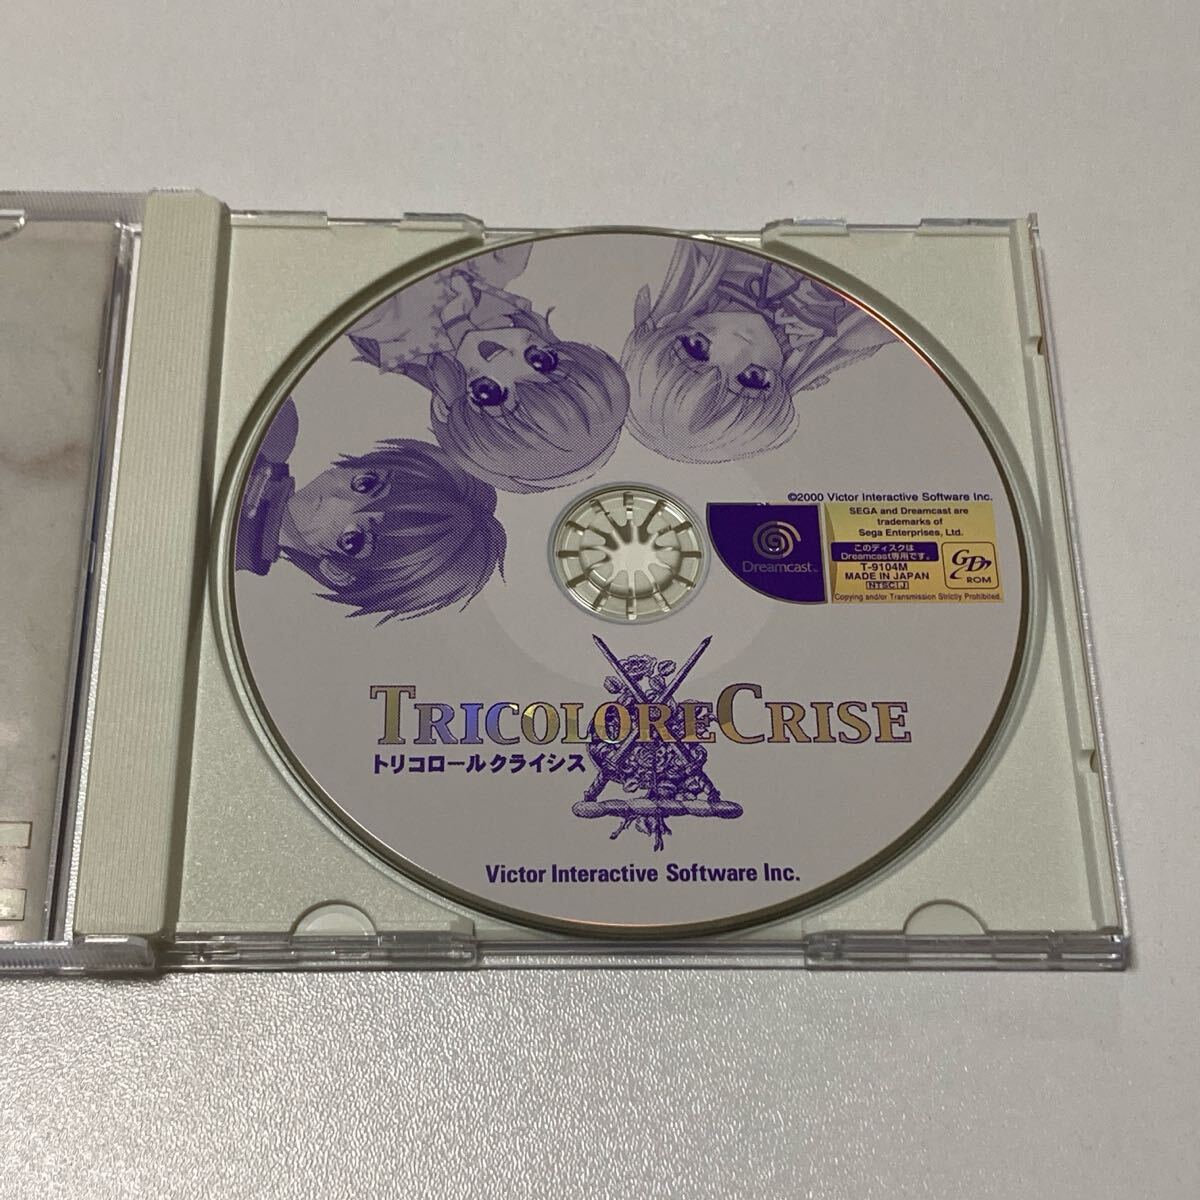 ©2000 Victor Interactive Software Inc.
Dreamcast™
SEGA and Dreamcast are
trademarks of
Sega Enterprises, Ltd.
このディスクは
Dreamcast専用です。
T-9104M
MADE IN JAPAN
NTSC J
GD
ROM
Copying and/or Transmission Strictly Prohibited.
TRICOLORE CRISE
トリコロールクライシス
Victor Interactive Software Inc.